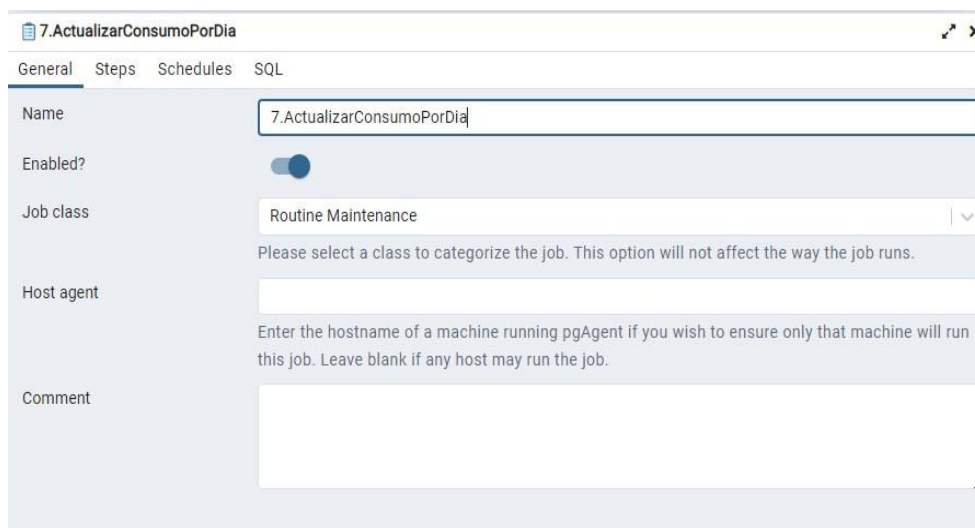 7.ActualizarConsumoPorDia
General Steps Schedules SQL
Name
7.ActualizarConsumoPorDia
Enabled?
Job class
Routine Maintenance
Please select a class to categorize the job. This option will not affect the way the job runs.
Host agent
Enter the hostname of a machine running pgAgent if you wish to ensure only that machine will run
this job. Leave blank if any host may run the job.
Comment